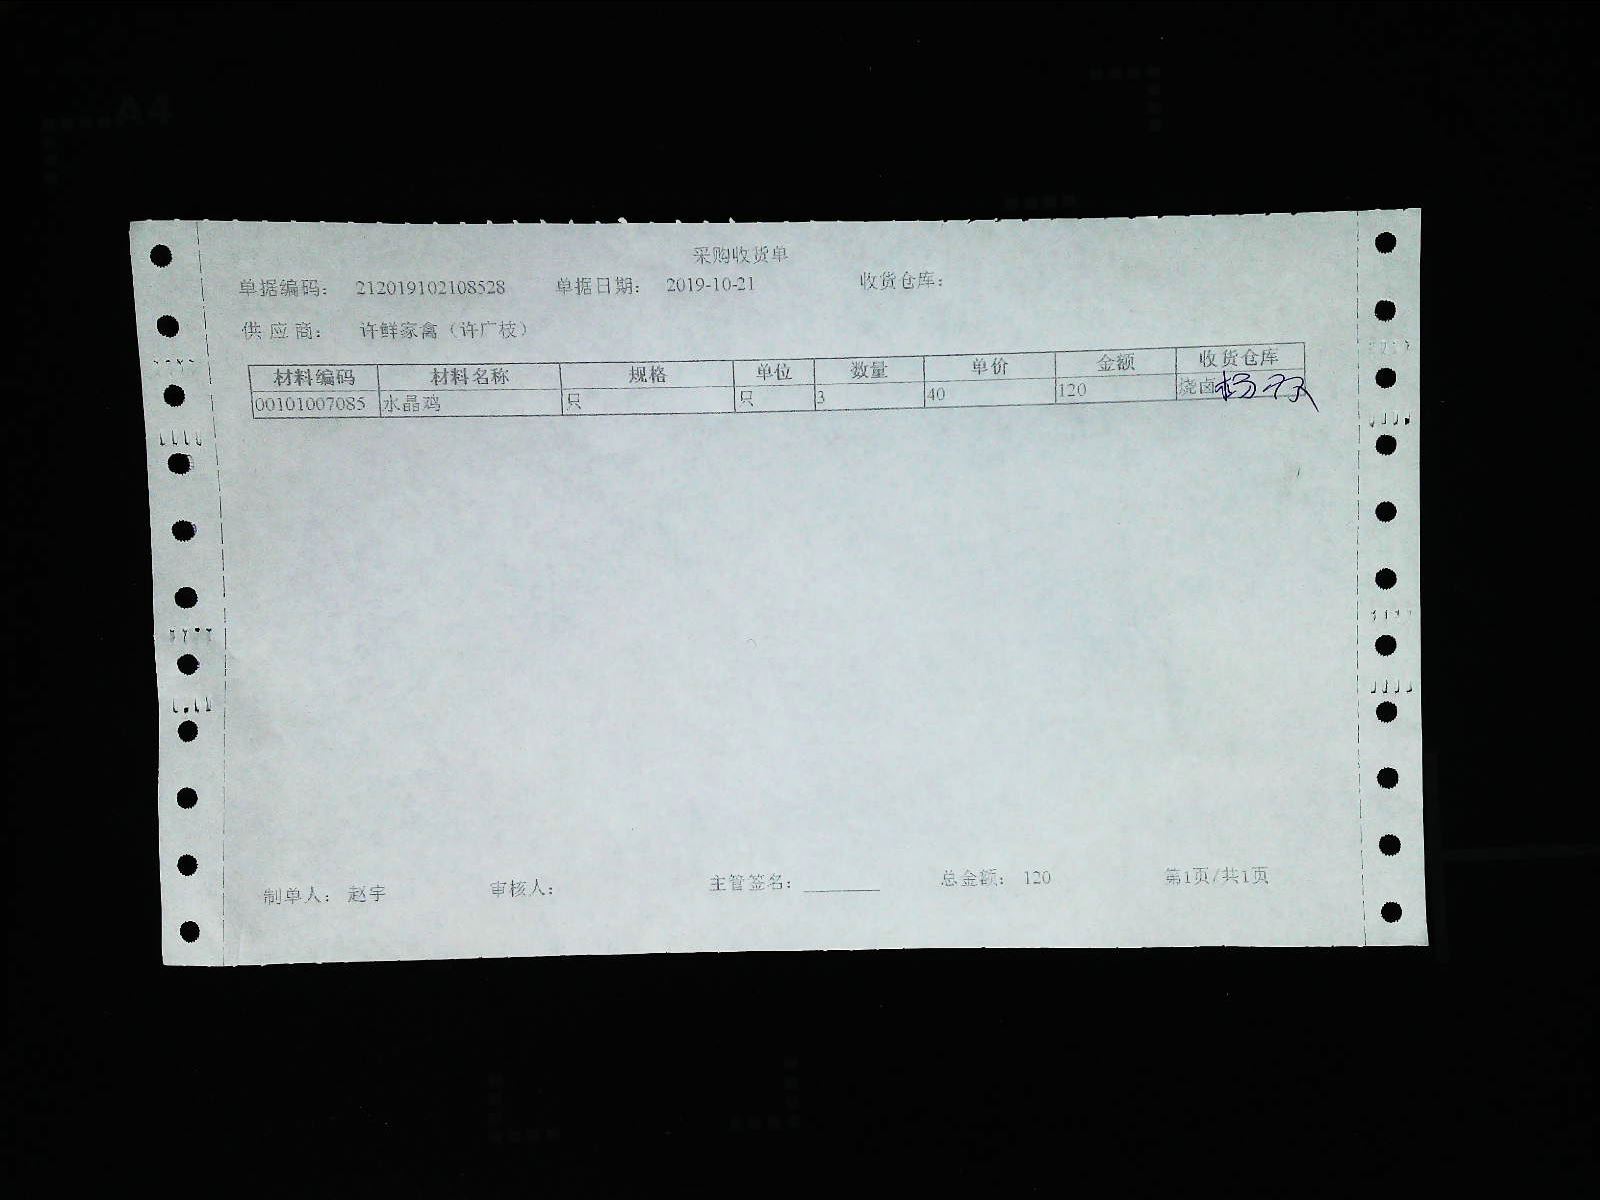 采购收货单
单据编码： 212019102108528 单据日期： 2019-10-21 收货仓库：
供应商： 许鲜家禽（许广枝）
材料编码 材料名称 规格 单位 数量 单价 金额 收货仓库
00101007085 水晶鸡 只 只 3 40 120 烧卤
制单人： 赵宇 审核人： 主管签名： 总金额： 120 第1页/共1页